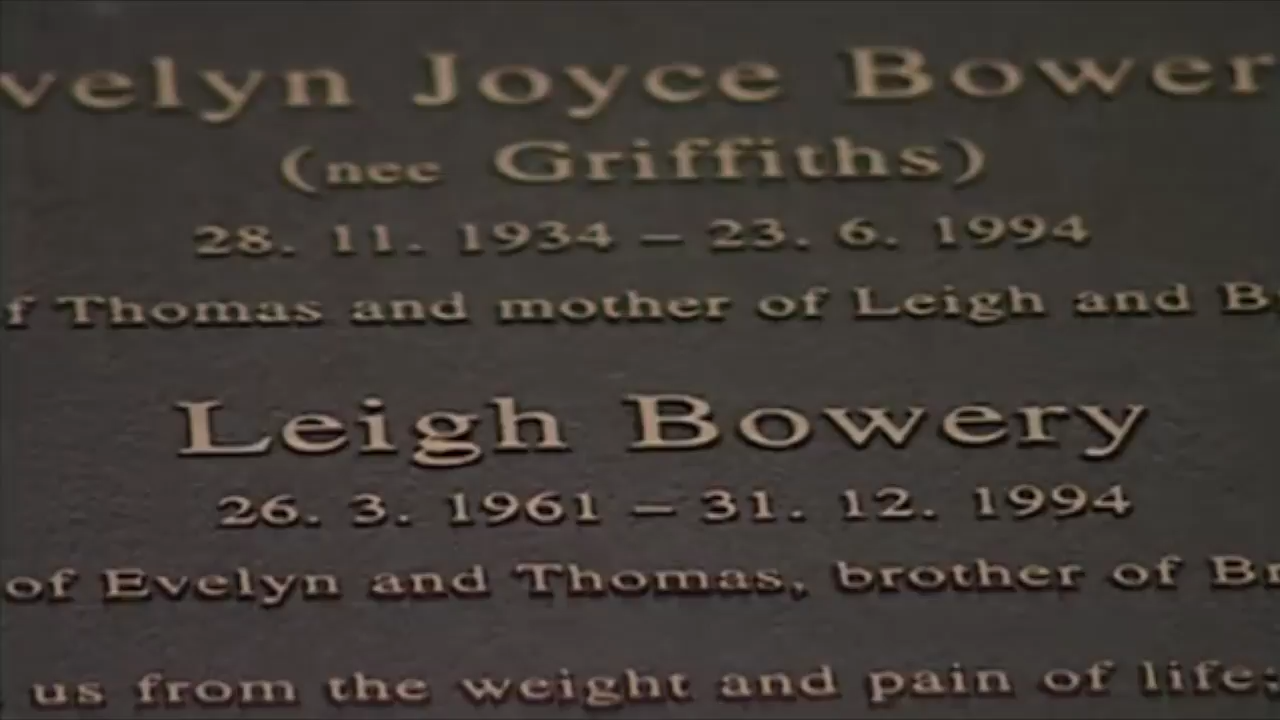 velyn Joyce Bower
(nee Griffiths)
28. 11. 1934 – 23. 6. 1994
f Thomas and mother of Leigh and B
Leigh Bowery
26. 3. 1961 – 31. 12. 1994
of Evelyn and Thomas, brother of Br
us from the weight and pain of life;